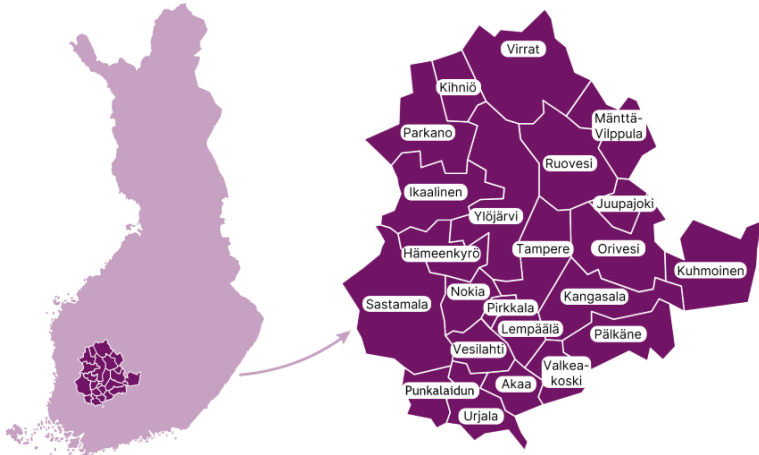 Virrat
Kihniö
Mänttä-
Vilppula
Parkano
Ruovesi
Ikaalinen
Juupajoki
Ylöjärvi
Hämeenkyrö
Tampere
Orivesi
Kuhmoinen
Nokia
Kangasala
Sastamala
Pirkkala
Lempäälä
Pälkäne
Vesilahti
Valkea-
koski
Akaa
Punkalaidun
Urjala